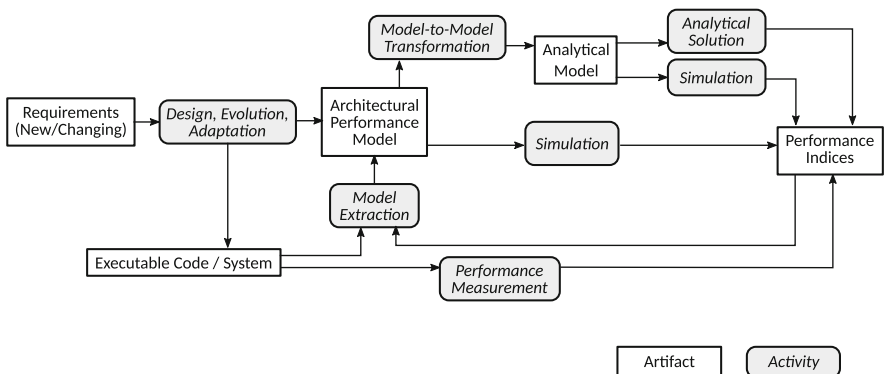 Model-to-Model
Transformation
Analytical
Model
Analytical
Solution
Simulation
Requirements
(New/Changing)
Design, Evolution,
Adaptation
Architectural
Performance
Model
Simulation
Performance
Indices
Model
Extraction
Executable Code / System
Performance
Measurement
Artifact
Activity